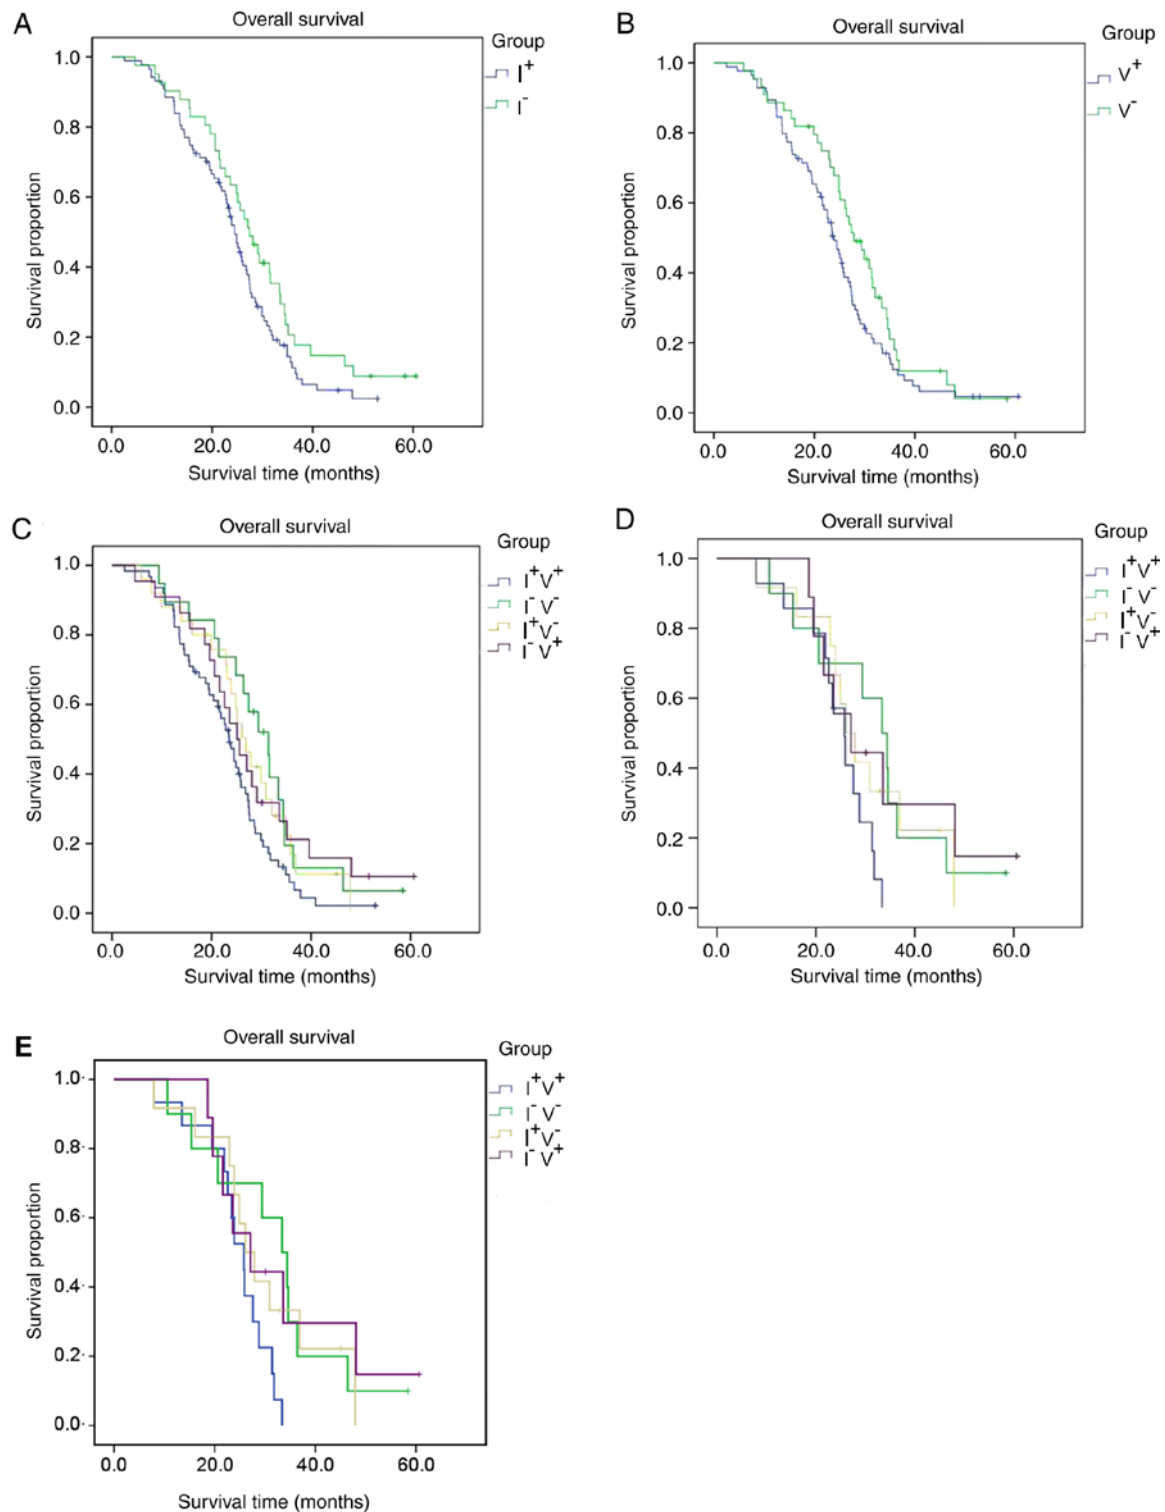 A
Overall survival
Group
I+
I-
1.0
0.8
0.6
0.4
0.2
0.0
Survival proportion
0.0 20.0 40.0 60.0
Survival time (months)
B
Overall survival
Group
V+
V-
1.0
0.8
0.6
0.4
0.2
0.0
Survival proportion
0.0 20.0 40.0 60.0
Survival time (months)
C
Overall survival
Group
I+V+
I-V-
I+V-
I-V+
1.0
0.8
0.6
0.4
0.2
0.0
Survival proportion
0.0 20.0 40.0 60.0
Survival time (months)
D
Overall survival
Group
I+V+
I-V-
I+V-
I-V+
1.0
0.8
0.6
0.4
0.2
0.0
Survival proportion
0.0 20.0 40.0 60.0
Survival time (months)
E
Overall survival
Group
I+V+
I-V-
I+V-
I-V+
1.0
0.8
0.6
0.4
0.2
0.0
Survival proportion
0.0 20.0 40.0 60.0
Survival time (months)